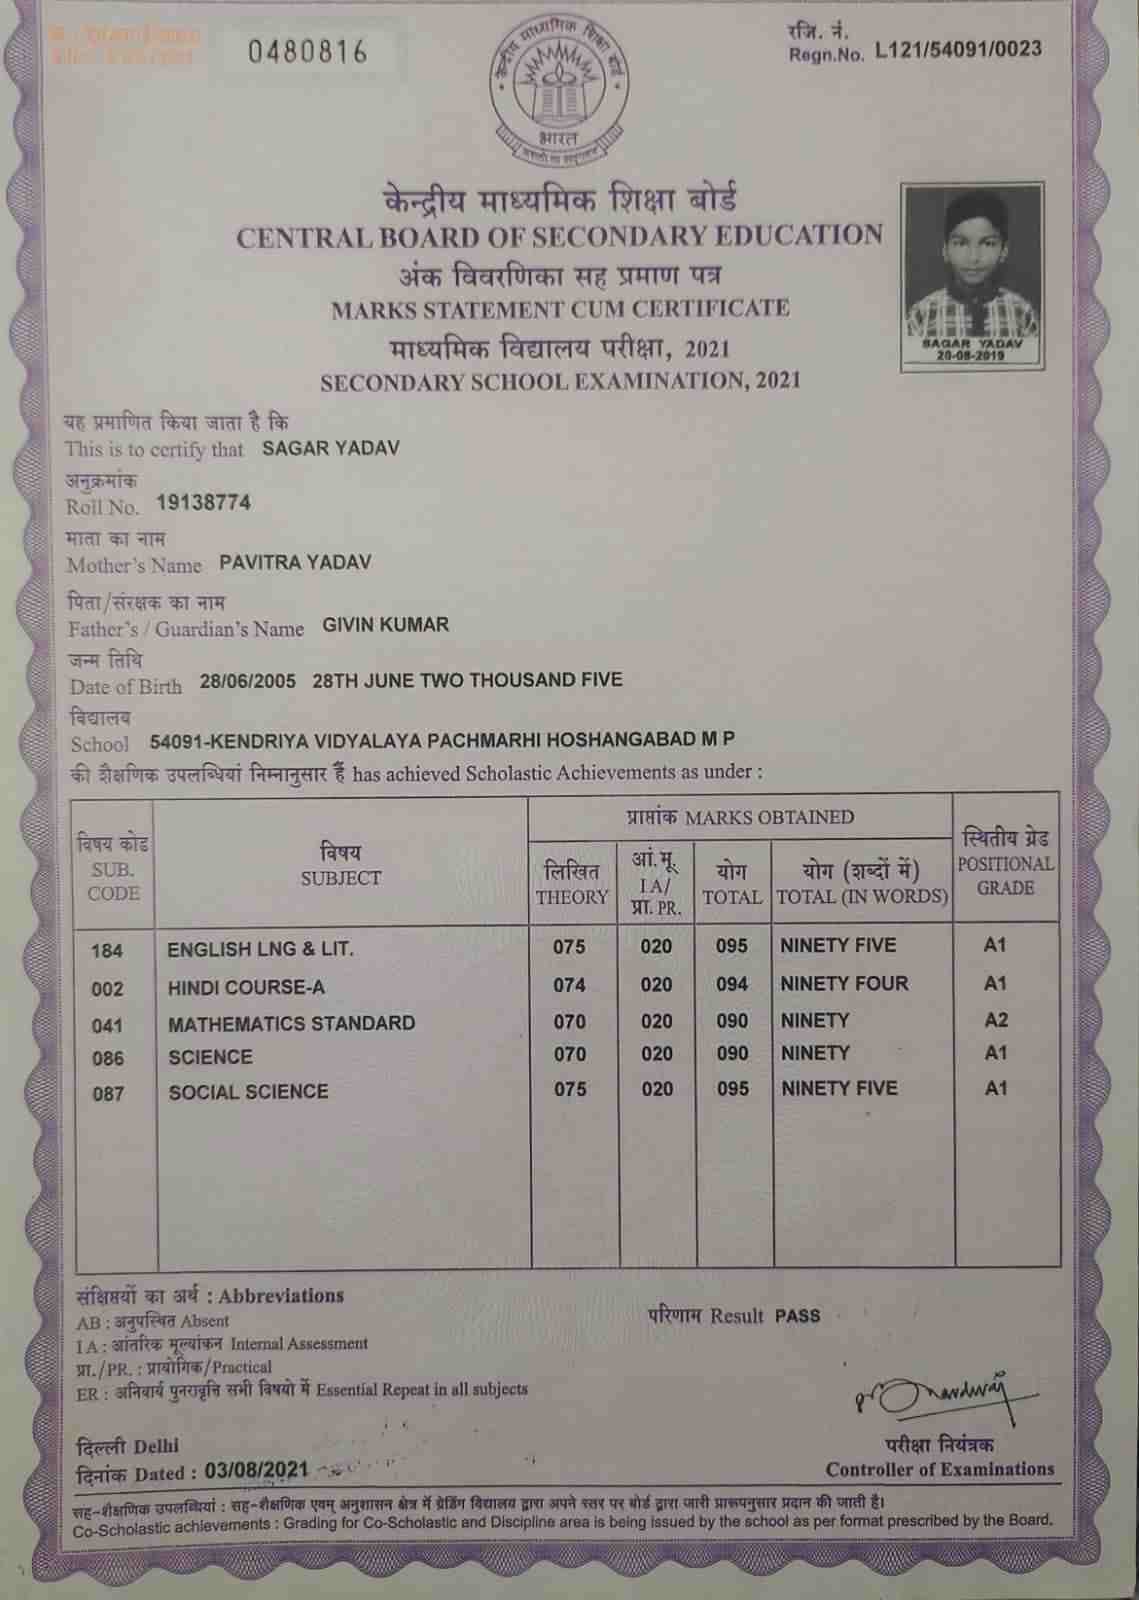 0480816
रजि. नं.
Regn.No. L121/54091/0023
केन्द्रीय माध्यमिक शिक्षा बोर्ड
भारत
केन्द्रीय माध्यमिक शिक्षा बोर्ड
CENTRAL BOARD OF SECONDARY EDUCATION
अंक विवरणिका सह प्रमाण पत्र
MARKS STATEMENT CUM CERTIFICATE
माध्यमिक विद्यालय परीक्षा, 2021
SECONDARY SCHOOL EXAMINATION, 2021
SAGAR YADAV
20-08-2019
यह प्रमाणित किया जाता है कि
This is to certify that SAGAR YADAV
अनुक्रमांक
Roll No. 19138774
माता का नाम
Mother's Name PAVITRA YADAV
पिता/संरक्षक का नाम
Father's / Guardian's Name GIVIN KUMAR
जन्म तिथि
Date of Birth 28/06/2005 28TH JUNE TWO THOUSAND FIVE
विद्यालय
School 54091-KENDRIYA VIDYALAYA PACHMARHI HOSHANGABAD M P
की शैक्षणिक उपलब्धियां निम्नानुसार हैं has achieved Scholastic Achievements as under :
विषय कोड
SUB.
CODE
विषय
SUBJECT
प्राप्तांक MARKS OBTAINED
लिखित
THEORY
आं.मू.
I A/
प्रा. PR.
योग
TOTAL
योग (शब्दों में)
TOTAL (IN WORDS)
स्थितीय ग्रेड
POSITIONAL
GRADE
184 ENGLISH LNG & LIT. 075 020 095 NINETY FIVE A1
002 HINDI COURSE-A 074 020 094 NINETY FOUR A1
041 MATHEMATICS STANDARD 070 020 090 NINETY A2
086 SCIENCE 070 020 090 NINETY A1
087 SOCIAL SCIENCE 075 020 095 NINETY FIVE A1
संक्षिप्तयों का अर्थ : Abbreviations
AB : अनुपस्थित Absent
I A : आंतरिक मूल्यांकन Internal Assessment
प्रा./PR. : प्रायोगिक/Practical
ER : अनिवार्य पुनरावृत्ति सभी विषयो में Essential Repeat in all subjects
परिणाम Result PASS
दिल्ली Delhi
दिनांक Dated : 03/08/2021
परीक्षा नियंत्रक
Controller of Examinations
सह-शैक्षणिक उपलब्धियां : सह-शैक्षणिक एवम् अनुशासन क्षेत्र में ग्रेडिंग विद्यालय द्वारा अपने स्तर पर बोर्ड द्वारा जारी प्रारूपनुसार प्रदान की जाती है।
Co-Scholastic achievements : Grading for Co-Scholastic and Discipline area is being issued by the school as per format prescribed by the Board.